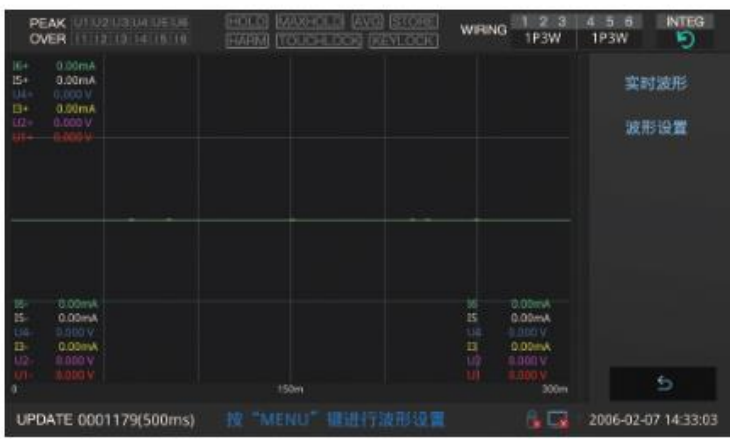 PEAK U1 U2 U3 U4 U5 U6 HOLD MAXHOLD AVG STORE WIRING 1 2 3 4 5 6 INTEG
OVER I1 I2 I3 I4 I5 I6 HARM TOUCHLOCK KEYLOCK 1P3W 1P3W
I6+ 0.00mA
I5+ 0.00mA
U4+ 0.000 V
I3+ 0.00mA
U2+ 0.000 V
U1+ 0.000 V
实时波形
波形设置
I6- 0.00mA I6 0.00mA
I5- 0.00mA I5 0.00mA
U4- 0.000 V U4 0.000 V
I3- 0.00mA I3 0.00mA
U2- 0.000 V U2 0.000 V
U1- 0.000 V U1 0.000 V
0 150m 300m
UPDATE 0001179(500ms) 按“MENU”键进行波形设置 2006-02-07 14:33:03